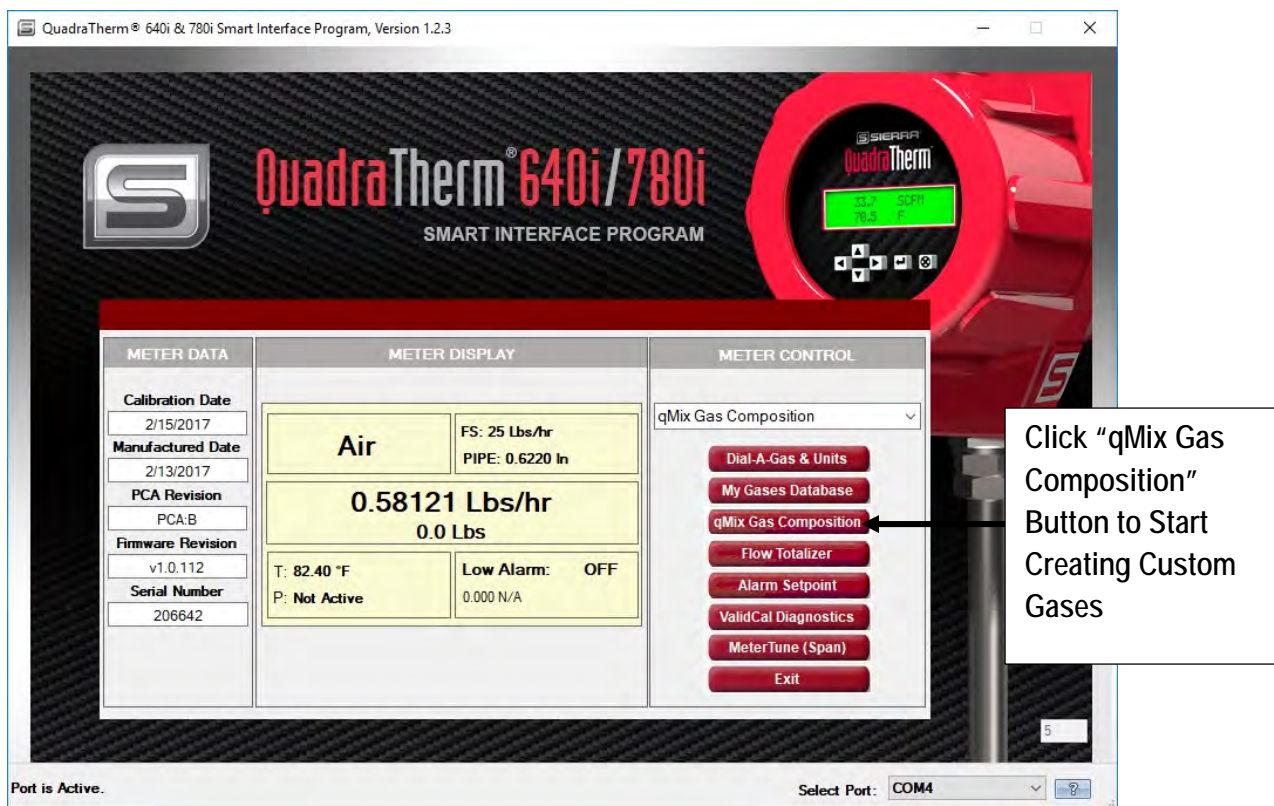 QuadraTherm® 640i & 780i Smart Interface Program, Version 1.2.3
S
QuadraTherm® 640i/780i
SMART INTERFACE PROGRAM
SIERRA
QuadraTherm
33.7 SCFM
70.5 F
METER DATA
Calibration Date
2/15/2017
Manufactured Date
2/13/2017
PCA Revision
PCA:B
Firmware Revision
v1.0.112
Serial Number
206642
METER DISPLAY
Air
FS: 25 Lbs/hr
PIPE: 0.6220 In
0.58121 Lbs/hr
0.0 Lbs
T: 82.40 °F
P: Not Active
Low Alarm: OFF
0.000 N/A
METER CONTROL
qMix Gas Composition
Dial-A-Gas & Units
My Gases Database
qMix Gas Composition
Flow Totalizer
Alarm Setpoint
ValidCal Diagnostics
MeterTune (Span)
Exit
Click “qMix Gas
Composition”
Button to Start
Creating Custom
Gases
5
Port is Active.
Select Port: COM4
?